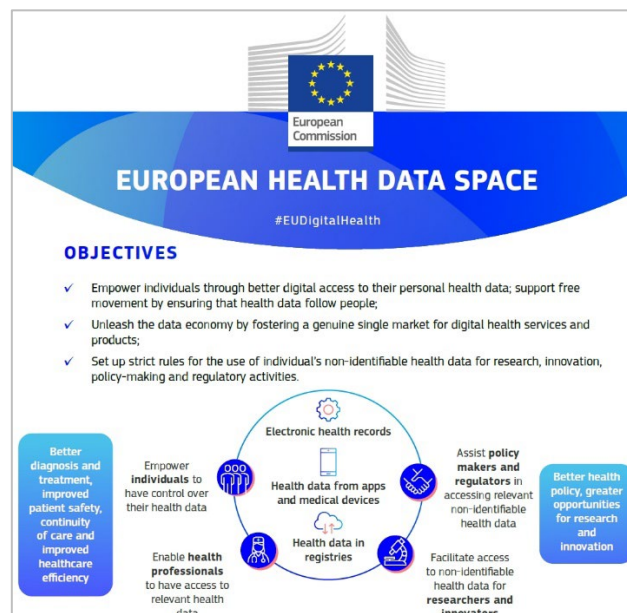 European
Commission
EUROPEAN HEALTH DATA SPACE
#EUDigitalHealth
OBJECTIVES
Empower individuals through better digital access to their personal health data; support free
movement by ensuring that health data follow people;
Unleash the data economy by fostering a genuine single market for digital health services and
products;
Set up strict rules for the use of individual's non-identifiable health data for research, innovation,
policy-making and regulatory activities.
Better
diagnosis and
treatment,
improved
patient safety,
continuity
of care and
improved
healthcare
efficiency
Empower
individuals to
have control over
their health data
Enable health
professionals
to have access to
relevant health
data
Electronic health records
Health data from apps
and medical devices
Health data in
registries
Assist policy
makers and
regulators in
accessing relevant
non-identifiable
health data
Facilitate access
to non-identifiable
health data for
researchers and
innovators
Better health
policy, greater
opportunities
for research
and
innovation